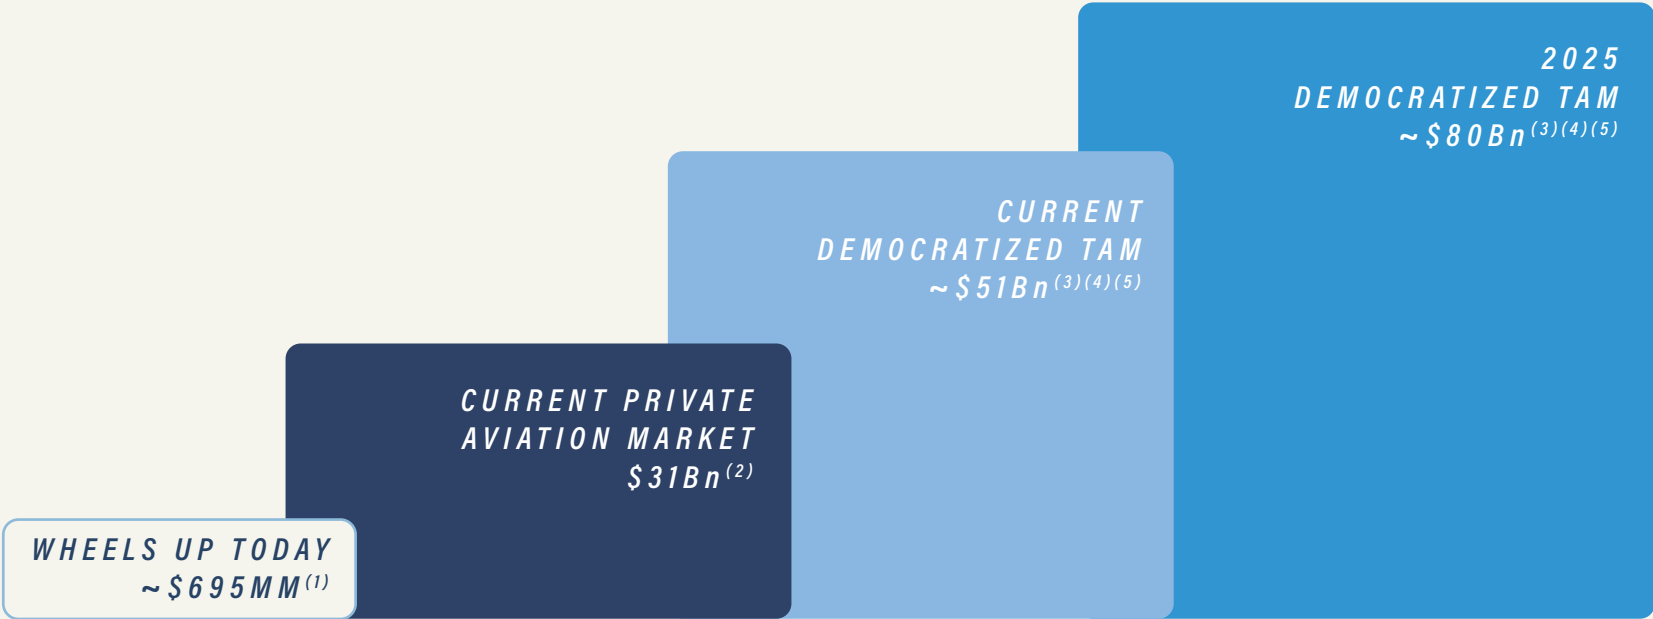 2025
DEMOCRATIZED TAM
~$80Bn(3)(4)(5)
CURRENT
DEMOCRATIZED TAM
~$51Bn(3)(4)(5)
CURRENT PRIVATE
AVIATION MARKET
$31Bn(2)
WHEELS UP TODAY
~$695MM(1)